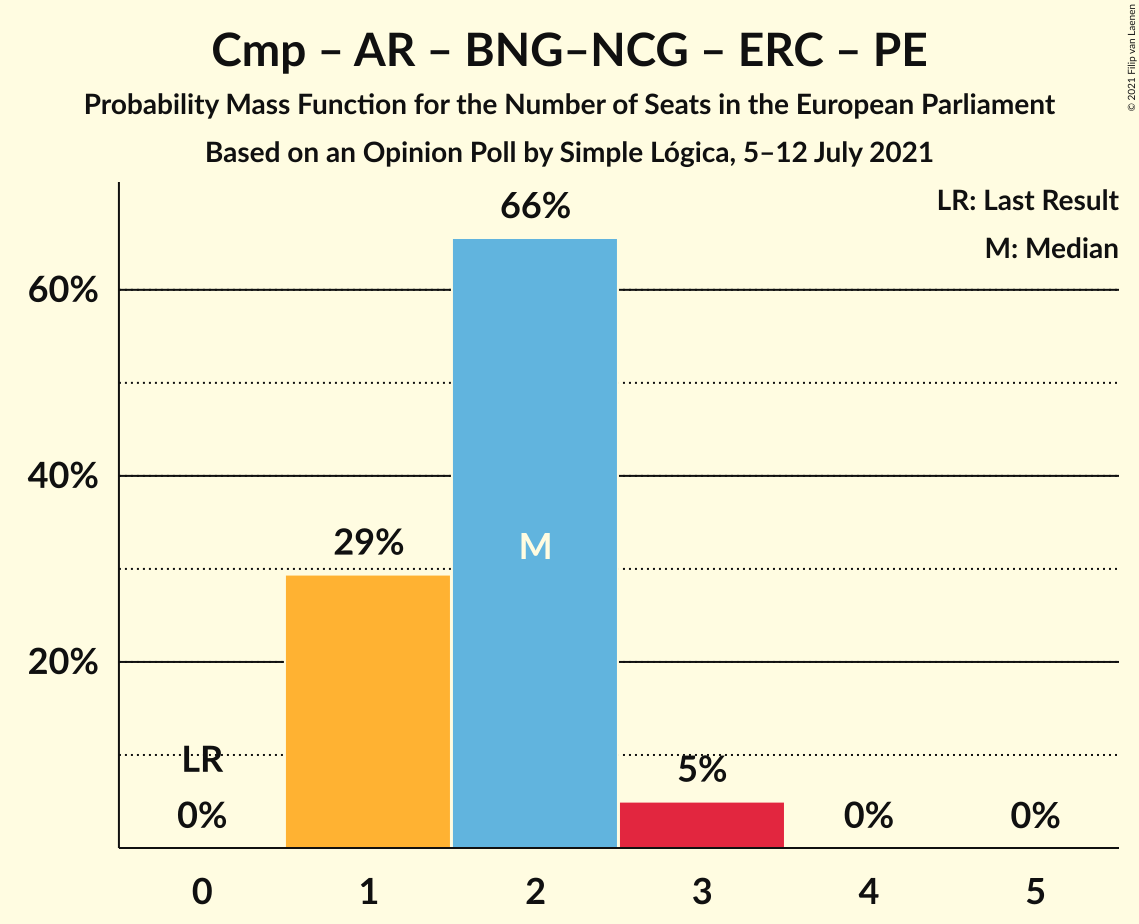 Cmp – AR – BNG–NCG – ERC – PE
Probability Mass Function for the Number of Seats in the European Parliament
Based on an Opinion Poll by Simple Lógica, 5–12 July 2021
© 2021 Filip van Laenen
LR: Last Result
M: Median
66%
60%
40%
29%
M
20%
LR
5%
0%
0%
0%
0 1 2 3 4 5